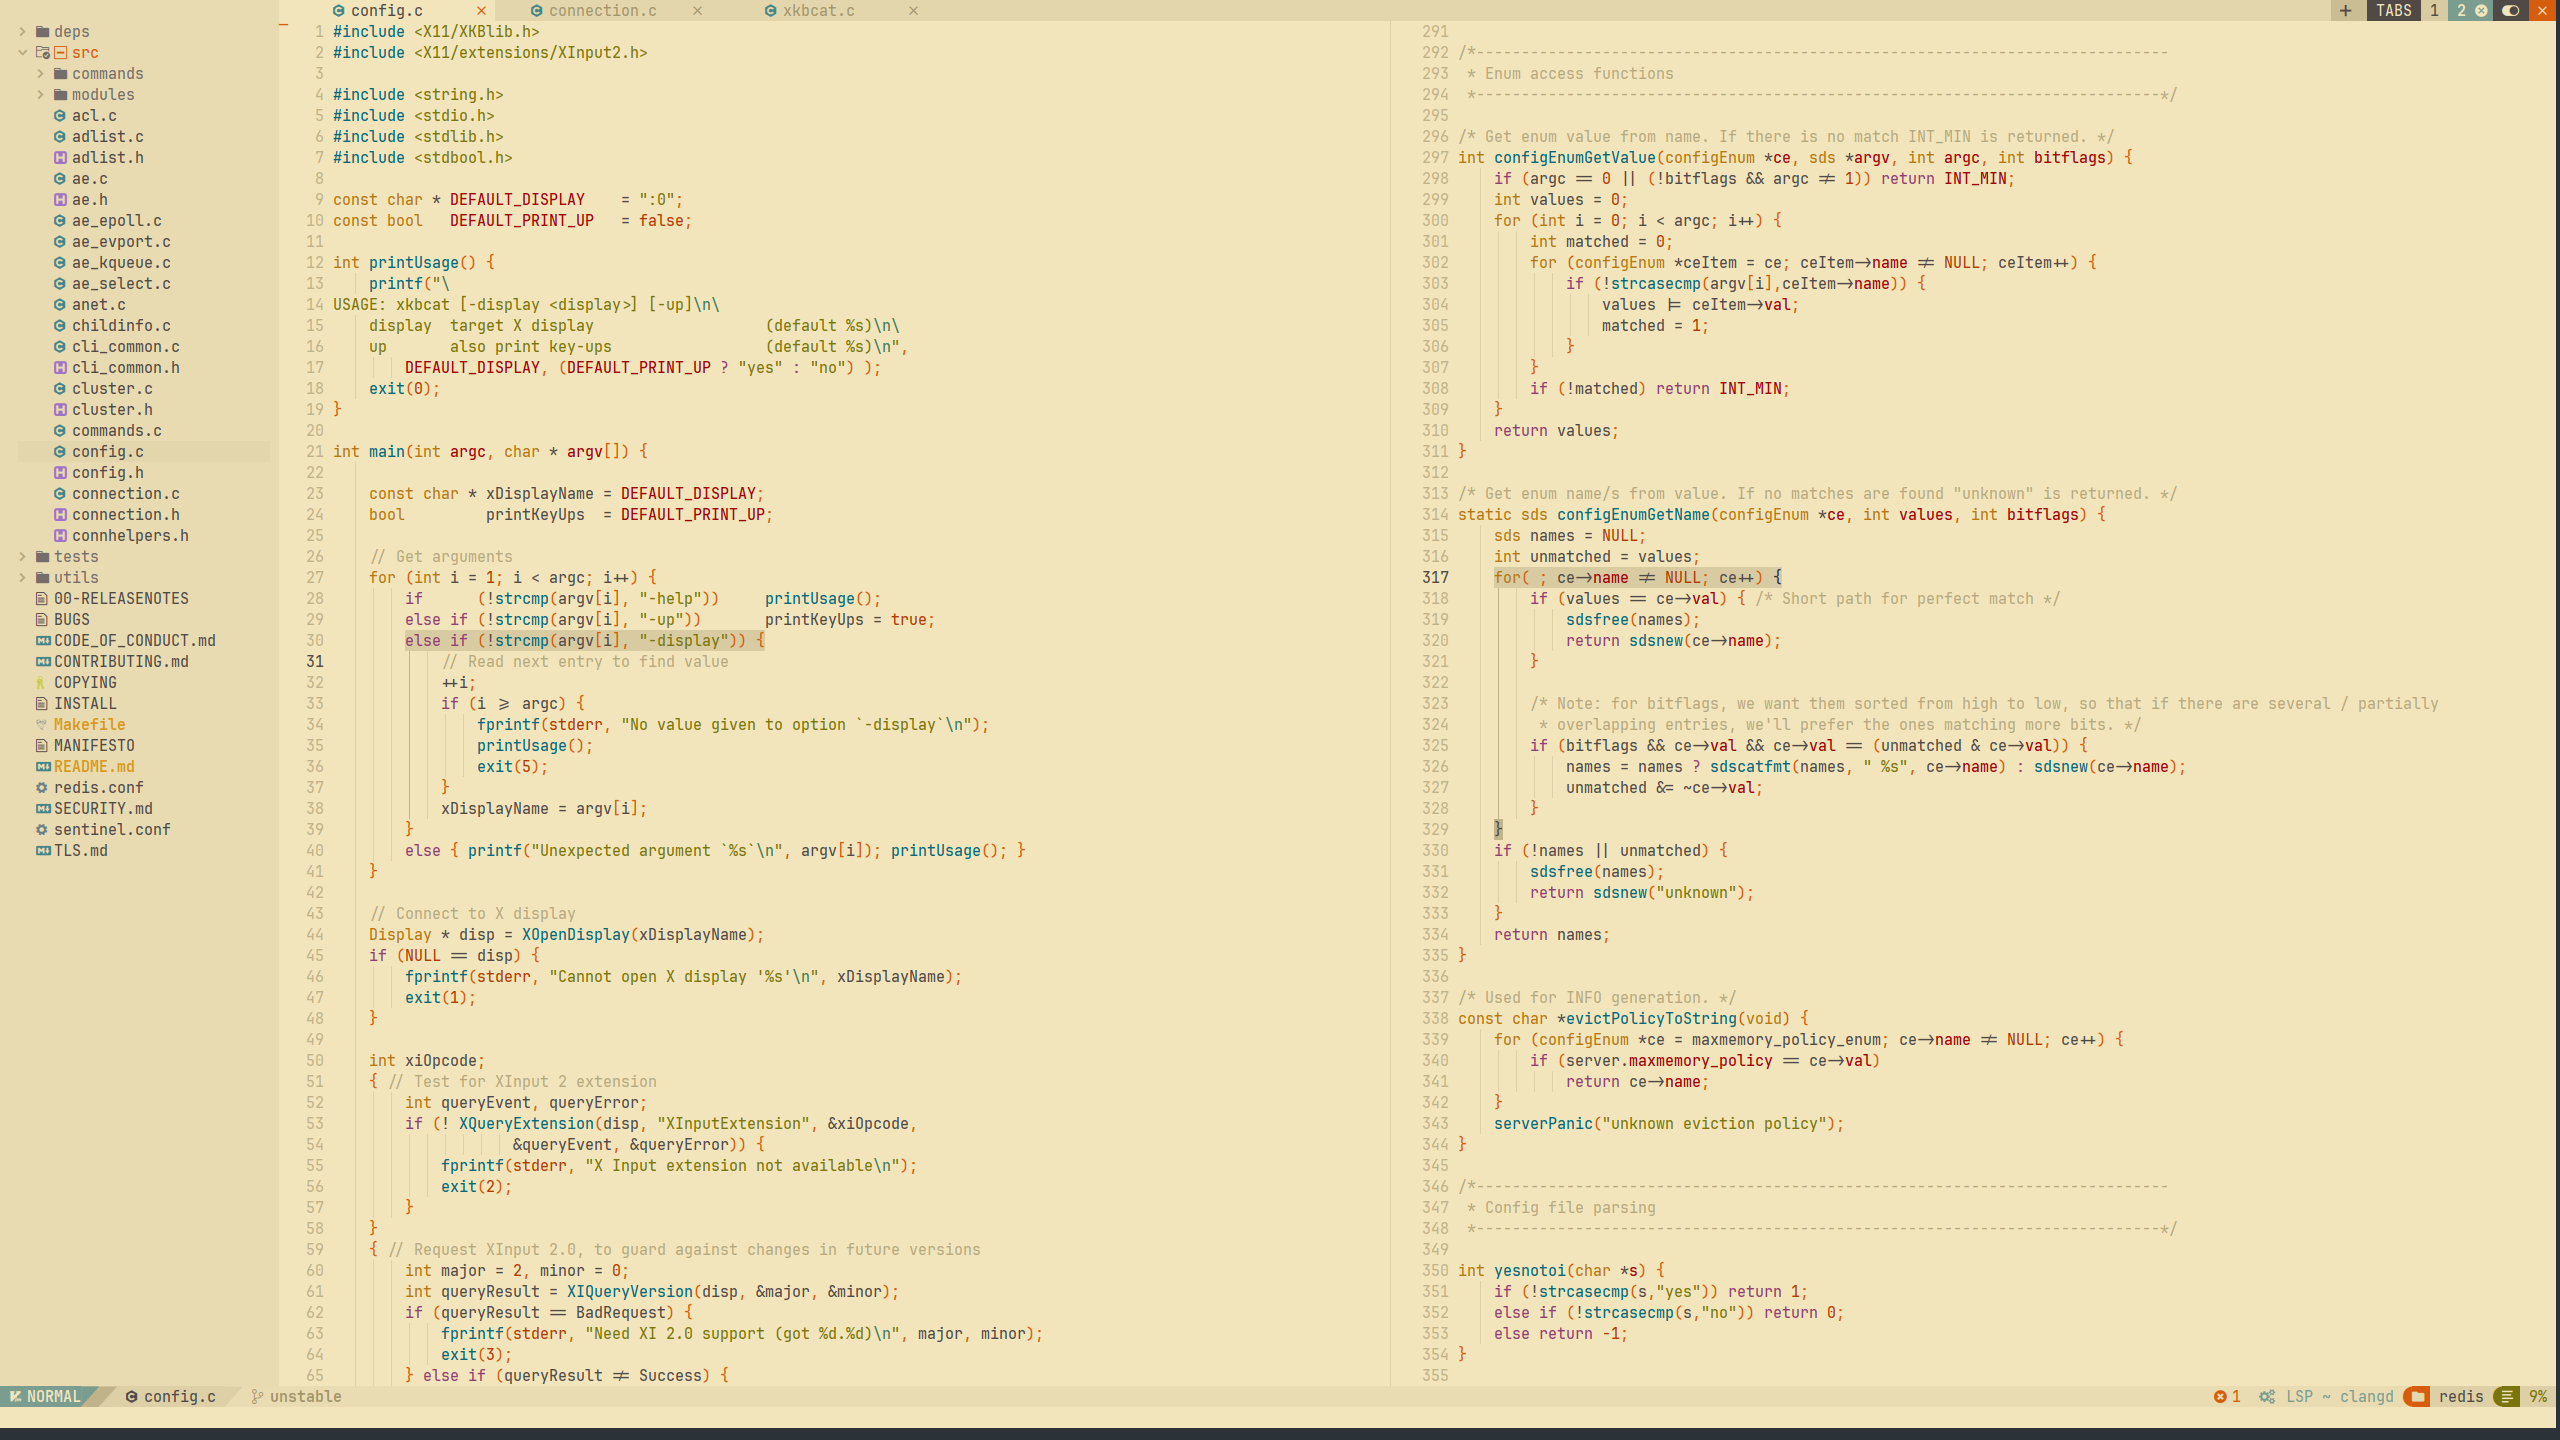 config.c × connection.c × xkbcat.c × + TABS 1 2 ×
deps
src
commands
modules
acl.c
adlist.c
adlist.h
ae.c
ae.h
ae_epoll.c
ae_evport.c
ae_kqueue.c
ae_select.c
anet.c
childinfo.c
cli_common.c
cli_common.h
cluster.c
cluster.h
commands.c
config.c
config.h
connection.c
connection.h
connhelpers.h
tests
utils
00-RELEASENOTES
BUGS
CODE_OF_CONDUCT.md
CONTRIBUTING.md
COPYING
INSTALL
Makefile
MANIFESTO
README.md
redis.conf
SECURITY.md
sentinel.conf
TLS.md
1 #include <X11/XKBlib.h>
2 #include <X11/extensions/XInput2.h>
3
4 #include <string.h>
5 #include <stdio.h>
6 #include <stdlib.h>
7 #include <stdbool.h>
8
9 const char * DEFAULT_DISPLAY    = ":0";
10 const bool   DEFAULT_PRINT_UP   = false;
11
12 int printUsage() {
13     printf("\
14 USAGE: xkbcat [-display <display>] [-up]\n\
15     display  target X display                   (default %s)\n\
16     up       also print key-ups                 (default %s)\n",
17         DEFAULT_DISPLAY, (DEFAULT_PRINT_UP ? "yes" : "no") );
18     exit(0);
19 }
20
21 int main(int argc, char * argv[]) {
22
23     const char * xDisplayName = DEFAULT_DISPLAY;
24     bool         printKeyUps  = DEFAULT_PRINT_UP;
25
26     // Get arguments
27     for (int i = 1; i < argc; i++) {
28         if      (!strcmp(argv[i], "-help"))     printUsage();
29         else if (!strcmp(argv[i], "-up"))       printKeyUps = true;
30         else if (!strcmp(argv[i], "-display")) {
31             // Read next entry to find value
32             ++i;
33             if (i >= argc) {
34                 fprintf(stderr, "No value given to option `-display`\n");
35                 printUsage();
36                 exit(5);
37             }
38             xDisplayName = argv[i];
39         }
40         else { printf("Unexpected argument `%s`\n", argv[i]); printUsage(); }
41     }
42
43     // Connect to X display
44     Display * disp = XOpenDisplay(xDisplayName);
45     if (NULL == disp) {
46         fprintf(stderr, "Cannot open X display '%s'\n", xDisplayName);
47         exit(1);
48     }
49
50     int xiOpcode;
51     { // Test for XInput 2 extension
52         int queryEvent, queryError;
53         if (! XQueryExtension(disp, "XInputExtension", &xiOpcode,
54                     &queryEvent, &queryError)) {
55             fprintf(stderr, "X Input extension not available\n");
56             exit(2);
57         }
58     }
59     { // Request XInput 2.0, to guard against changes in future versions
60         int major = 2, minor = 0;
61         int queryResult = XIQueryVersion(disp, &major, &minor);
62         if (queryResult == BadRequest) {
63             fprintf(stderr, "Need XI 2.0 support (got %d.%d)\n", major, minor);
64             exit(3);
65         } else if (queryResult != Success) {
291
292 /*-----------------------------------------------------------------------------
293  * Enum access functions
294  *----------------------------------------------------------------------------*/
295
296 /* Get enum value from name. If there is no match INT_MIN is returned. */
297 int configEnumGetValue(configEnum *ce, sds *argv, int argc, int bitflags) {
298     if (argc == 0 || (!bitflags && argc != 1)) return INT_MIN;
299     int values = 0;
300     for (int i = 0; i < argc; i++) {
301         int matched = 0;
302         for (configEnum *ceItem = ce; ceItem->name != NULL; ceItem++) {
303             if (!strcasecmp(argv[i],ceItem->name)) {
304                 values |= ceItem->val;
305                 matched = 1;
306             }
307         }
308         if (!matched) return INT_MIN;
309     }
310     return values;
311 }
312
313 /* Get enum name/s from value. If no matches are found "unknown" is returned. */
314 static sds configEnumGetName(configEnum *ce, int values, int bitflags) {
315     sds names = NULL;
316     int unmatched = values;
317     for( ; ce->name != NULL; ce++) {
318         if (values == ce->val) { /* Short path for perfect match */
319             sdsfree(names);
320             return sdsnew(ce->name);
321         }
322
323         /* Note: for bitflags, we want them sorted from high to low, so that if there are several / partially
324          * overlapping entries, we'll prefer the ones matching more bits. */
325         if (bitflags && ce->val && ce->val == (unmatched & ce->val)) {
326             names = names ? sdscatfmt(names, " %s", ce->name) : sdsnew(ce->name);
327             unmatched &= ~ce->val;
328         }
329     }
330     if (!names || unmatched) {
331         sdsfree(names);
332         return sdsnew("unknown");
333     }
334     return names;
335 }
336
337 /* Used for INFO generation. */
338 const char *evictPolicyToString(void) {
339     for (configEnum *ce = maxmemory_policy_enum; ce->name != NULL; ce++) {
340         if (server.maxmemory_policy == ce->val)
341             return ce->name;
342     }
343     serverPanic("unknown eviction policy");
344 }
345
346 /*-----------------------------------------------------------------------------
347  * Config file parsing
348  *----------------------------------------------------------------------------*/
349
350 int yesnotoi(char *s) {
351     if (!strcasecmp(s,"yes")) return 1;
352     else if (!strcasecmp(s,"no")) return 0;
353     else return -1;
354 }
355
NORMAL config.c unstable 1 LSP ~ clangd redis 9%